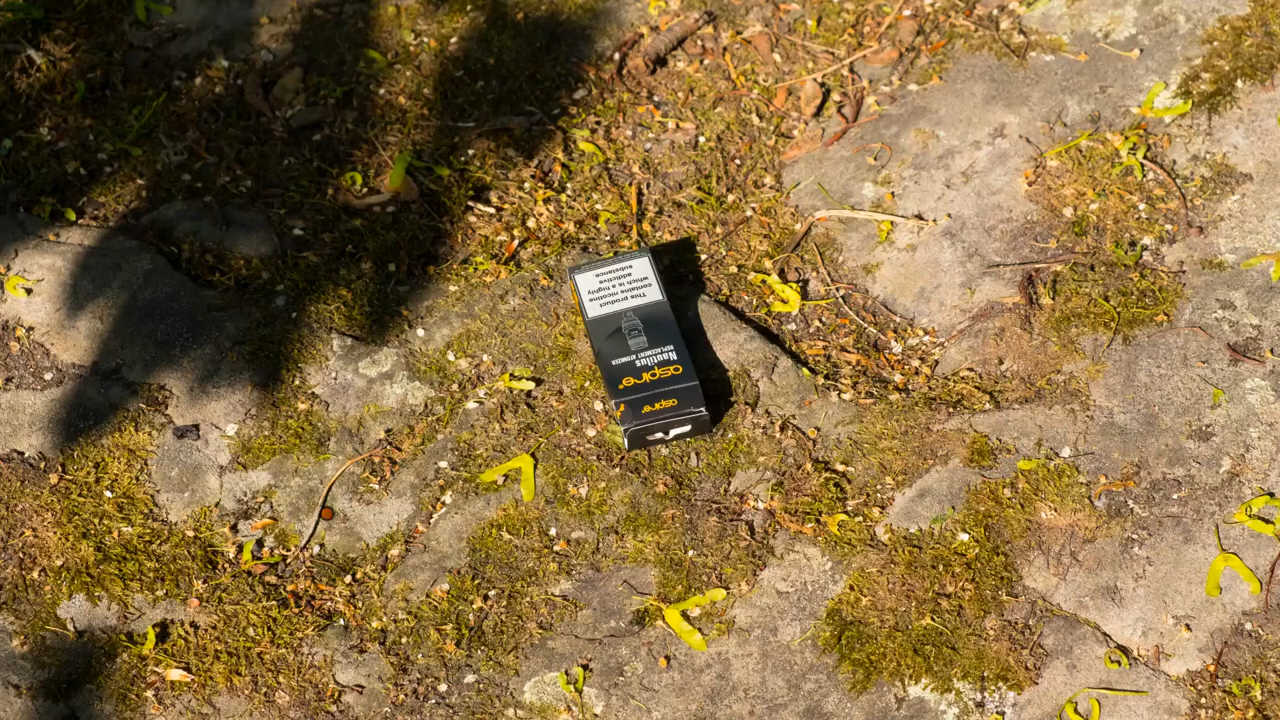 aspire
aspire
Nautilus
REPLACEMENT ATOMIZER
This product
contains nicotine
which is a highly
addictive
substance.